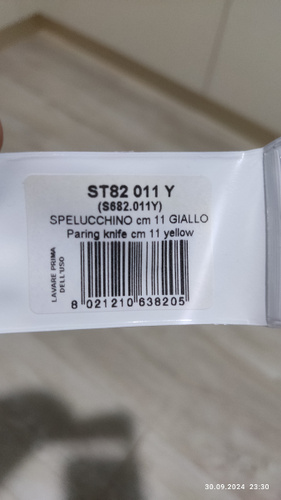 ST82 011 Y
(S682.011Y)
SPELUCCHINO cm 11 GIALLO
Paring knife cm 11 yellow
LAVARE PRIMA
DELL'USO
8 021210 638205
30.09.2024 23:30